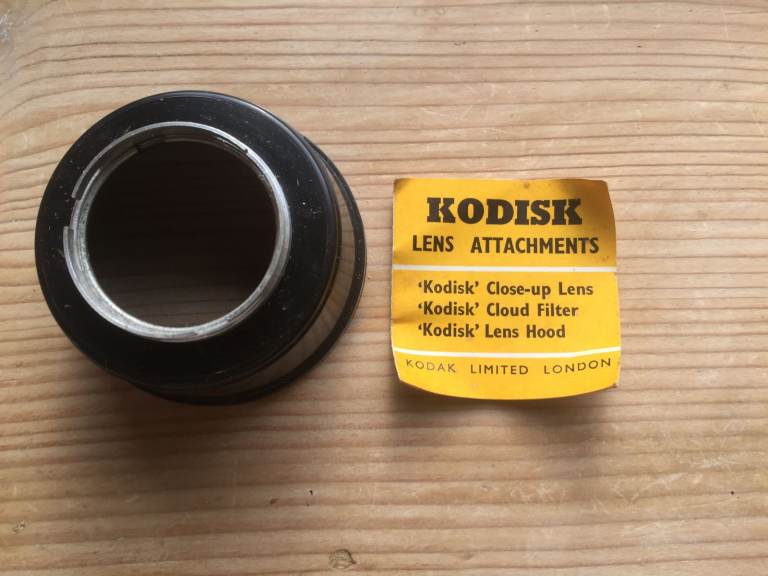 KODISK
LENS ATTACHMENTS
'Kodisk' Close-up Lens
'Kodisk' Cloud Filter
'Kodisk' Lens Hood
KODAK LIMITED LONDON